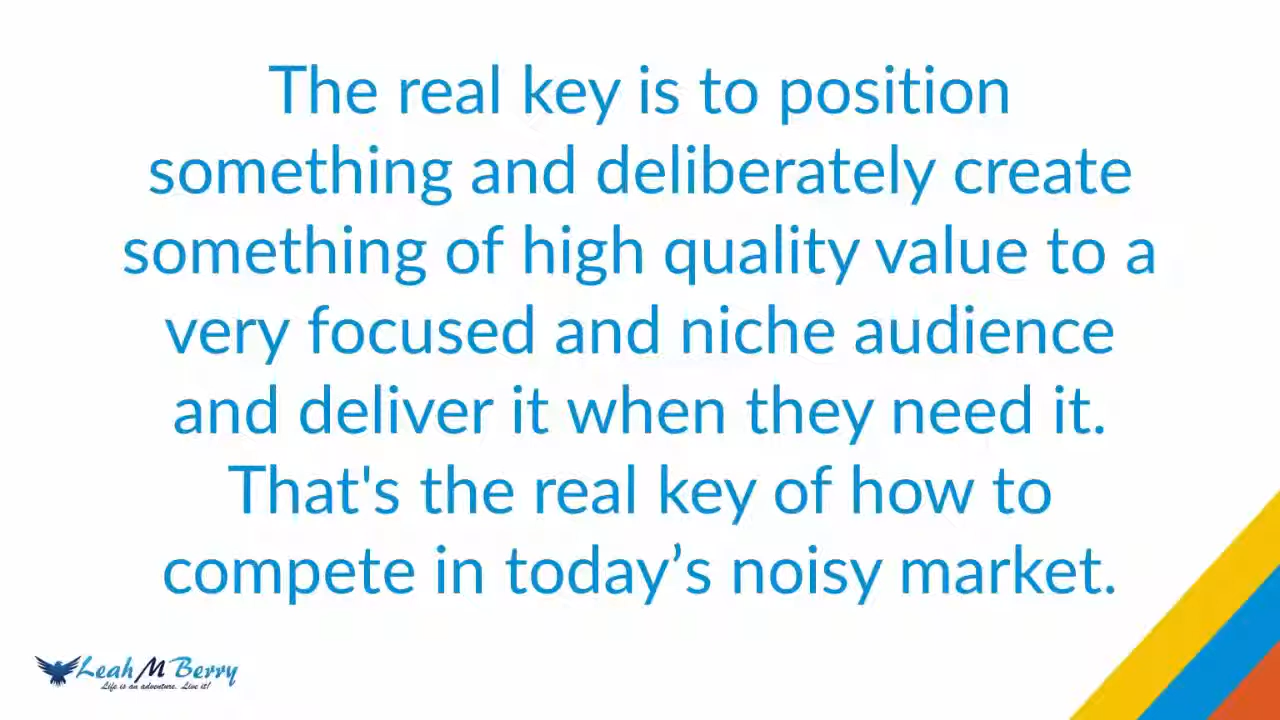 The real key is to position
something and deliberately create
something of high quality value to a
very focused and niche audience
and deliver it when they need it.
That's the real key of how to
compete in today’s noisy market.
Leah M Berry
Life is an adventure. Live it!